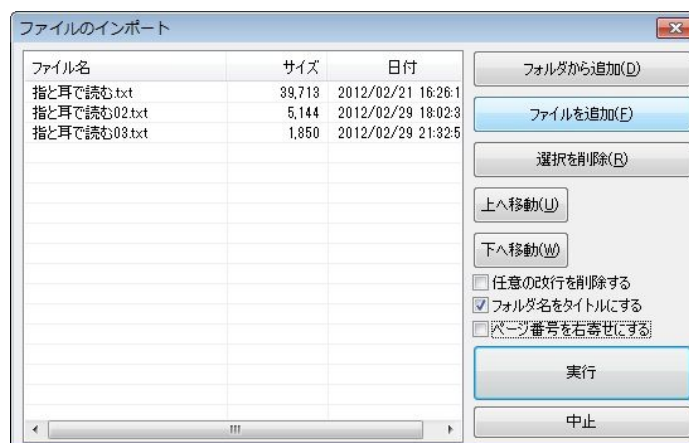 ファイルのインポート
ファイル名 サイズ 日付
指と耳で読む.txt 39,713 2012/02/21 16:26:1
指と耳で読む02.txt 5,144 2012/02/29 18:02:3
指と耳で読む03.txt 1,850 2012/02/29 21:32:5
フォルダから追加(D)
ファイルを追加(F)
選択を削除(R)
上へ移動(U)
下へ移動(W)
任意の改行を削除する
フォルダ名をタイトルにする
ページ番号を右寄せにする
実行
中止